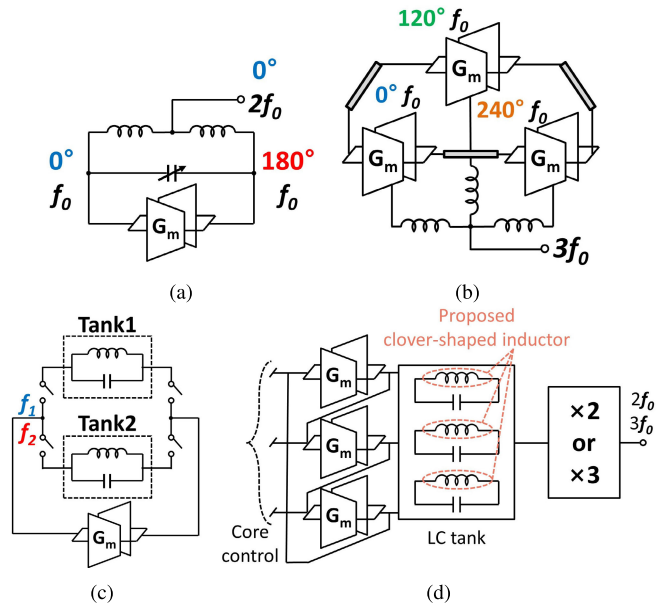 0°
2f₀
0°
f₀
180°
f₀
Gm
(a)
120° f₀
Gm
0° f₀
240° f₀
Gm
Gm
3f₀
(b)
Tank1
f₁
f₂
Tank2
Gm
(c)
Proposed
clover-shaped inductor
Gm
Gm
Gm
Core
control
LC tank
×2
or
×3
2f₀
3f₀
(d)